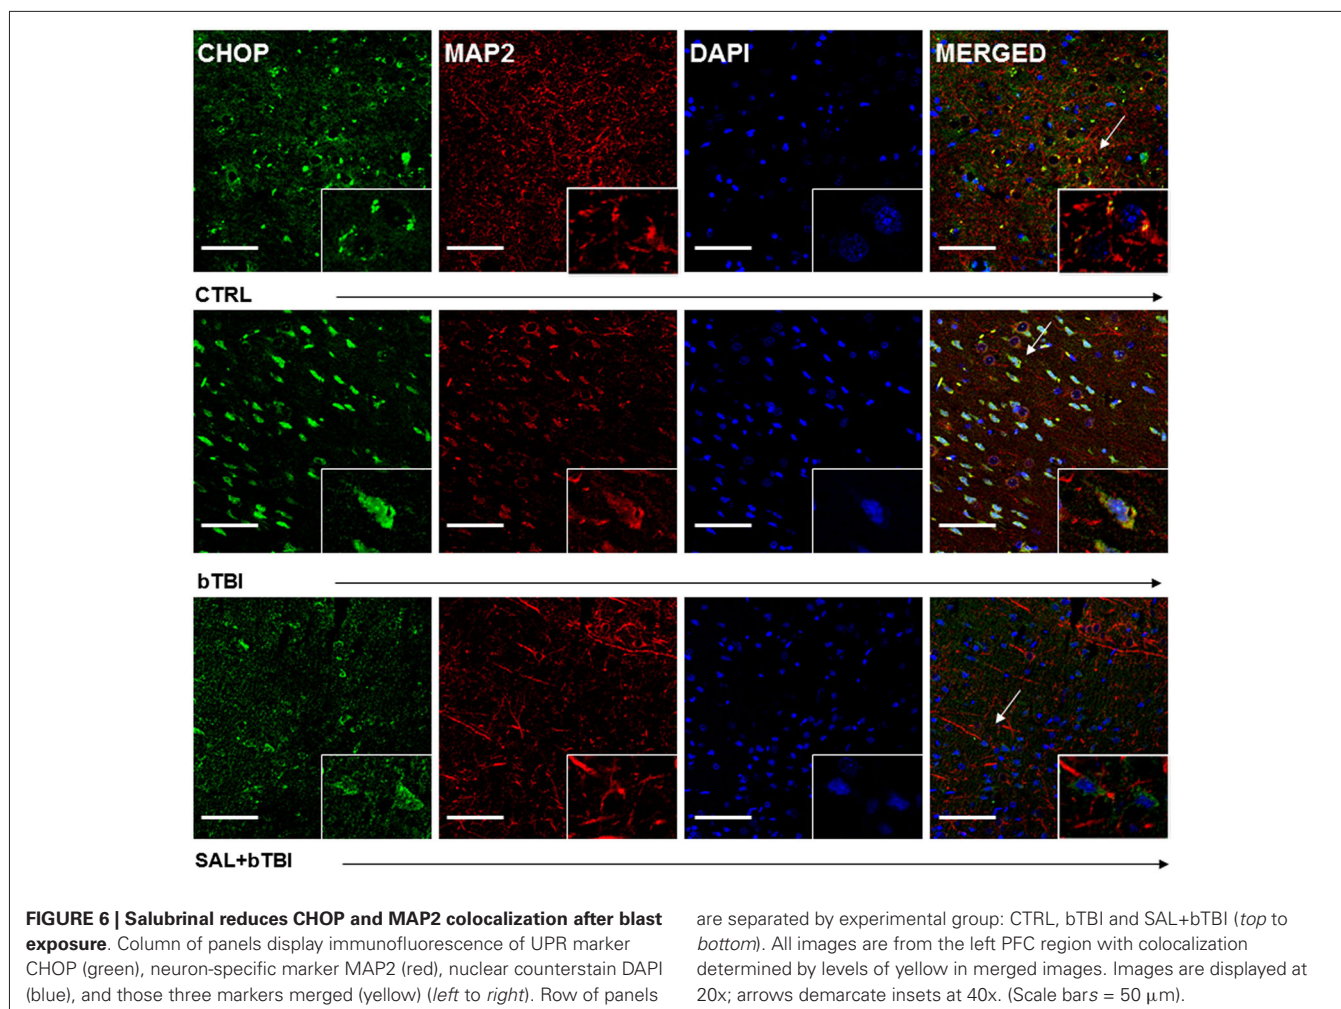 CHOP
MAP2
DAPI
MERGED
CTRL
bTBI
SAL+bTBI
FIGURE 6 | Salubrinal reduces CHOP and MAP2 colocalization after blast
exposure. Column of panels display immunofluorescence of UPR marker
CHOP (green), neuron-specific marker MAP2 (red), nuclear counterstain DAPI
(blue), and those three markers merged (yellow) (left to right). Row of panels
are separated by experimental group: CTRL, bTBI and SAL+bTBI (top to
bottom). All images are from the left PFC region with colocalization
determined by levels of yellow in merged images. Images are displayed at
20x; arrows demarcate insets at 40x. (Scale bars = 50 μm).